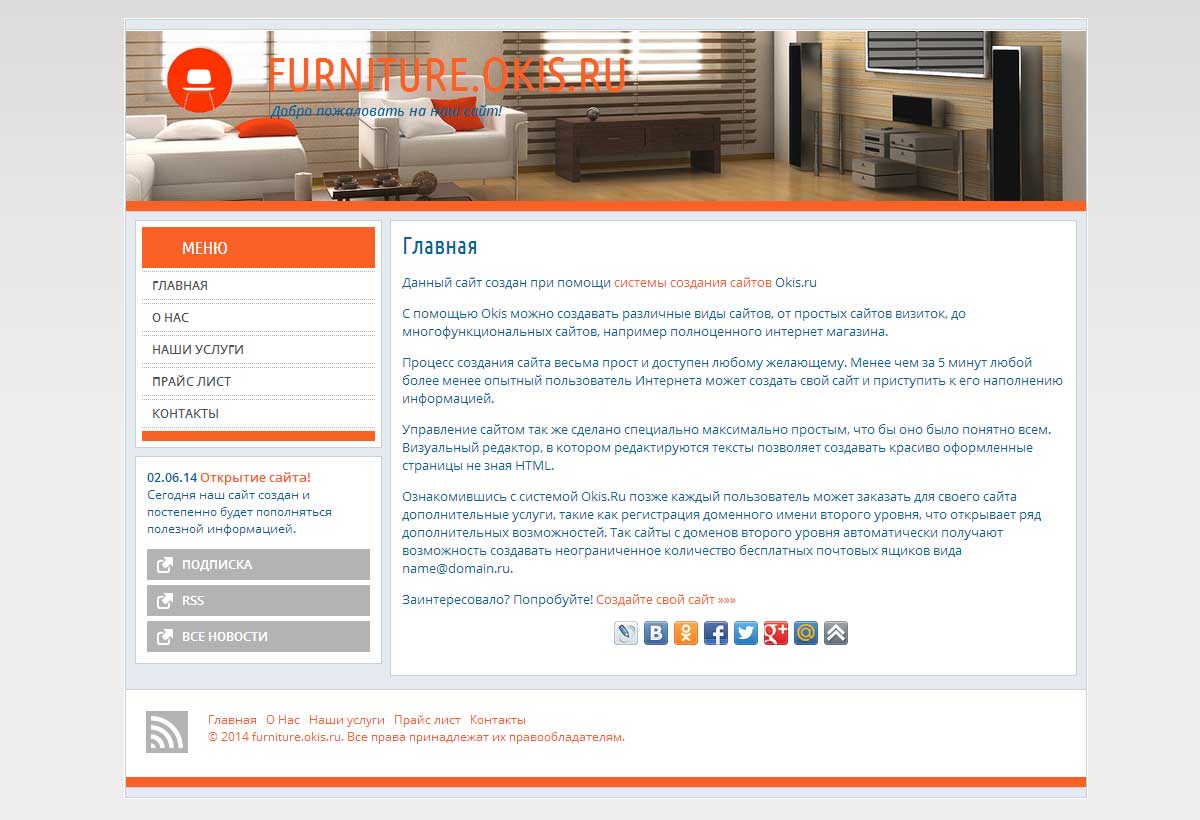 FURNITURE.OKIS.RU
Добро пожаловать на наш сайт!
МЕНЮ
ГЛАВНАЯ
О НАС
НАШИ УСЛУГИ
ПРАЙС ЛИСТ
КОНТАКТЫ
02.06.14 Открытие сайта!
Сегодня наш сайт создан и
постепенно будет пополняться
полезной информацией.
ПОДПИСКА
RSS
ВСЕ НОВОСТИ
Главная
Данный сайт создан при помощи системы создания сайтов Okis.ru
С помощью Okis можно создавать различные виды сайтов, от простых сайтов визиток, до
многофункциональных сайтов, например полноценного интернет магазина.
Процесс создания сайта весьма прост и доступен любому желающему. Менее чем за 5 минут любой
более менее опытный пользователь Интернета может создать свой сайт и приступить к его наполнению
информацией.
Управление сайтом так же сделано специально максимально простым, что бы оно было понятно всем.
Визуальный редактор, в котором редактируются тексты позволяет создавать красиво оформленные
страницы не зная HTML.
Ознакомившись с системой Okis.Ru позже каждый пользователь может заказать для своего сайта
дополнительные услуги, такие как регистрация доменного имени второго уровня, что открывает ряд
дополнительных возможностей. Так сайты с доменов второго уровня автоматически получают
возможность создавать неограниченное количество бесплатных почтовых ящиков вида
name@domain.ru.
Заинтересовало? Попробуйте! Создайте свой сайт »»»
Главная О Нас Наши услуги Прайс лист Контакты
© 2014 furniture.okis.ru. Все права принадлежат их правообладателям.